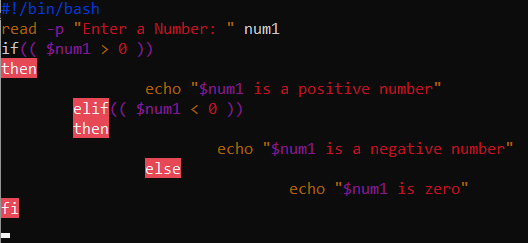 #!/bin/bash
read -p "Enter a Number: " num1
if(( $num1 > 0 ))
then
echo "$num1 is a positive number"
elif(( $num1 < 0 ))
then
echo "$num1 is a negative number"
else
echo "$num1 is zero"
fi